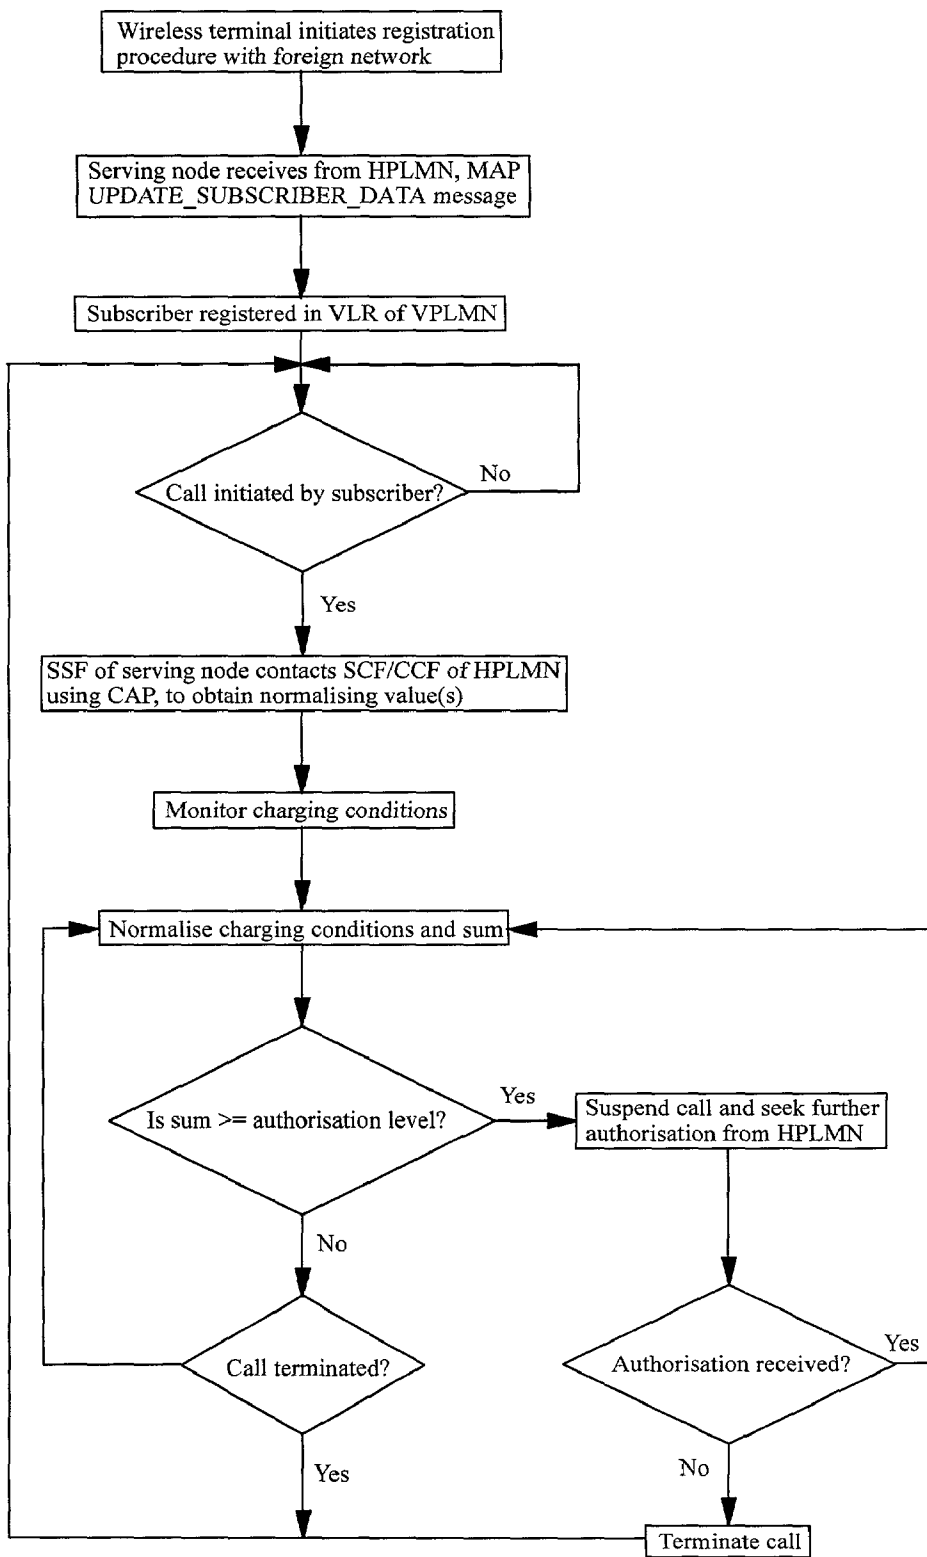 Wireless terminal initiates registration
procedure with foreign network
Serving node receives from HPLMN, MAP
UPDATE_SUBSCRIBER_DATA message
Subscriber registered in VLR of VPLMN
Call initiated by subscriber?
No
Yes
SSF of serving node contacts SCF/CCF of HPLMN
using CAP, to obtain normalising value(s)
Monitor charging conditions
Normalise charging conditions and sum
Is sum >= authorisation level?
Yes
Suspend call and seek further
authorisation from HPLMN
No
Call terminated?
Authorisation received?
Yes
Yes
No
Terminate call